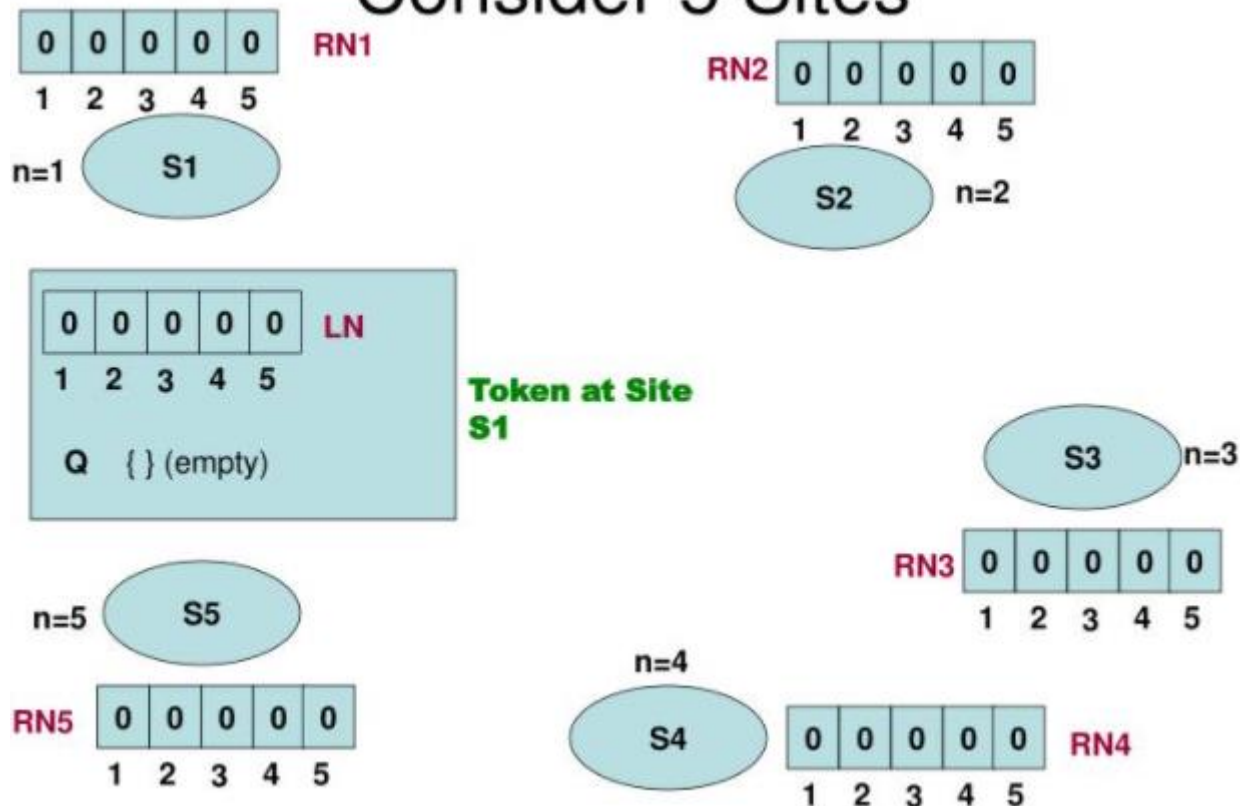 Consider 5 Sites
0 0 0 0 0 RN1
1 2 3 4 5
n=1 S1
RN2 0 0 0 0 0
1 2 3 4 5
S2 n=2
0 0 0 0 0 LN
1 2 3 4 5
Q { } (empty)
Token at Site
S1
S3 n=3
RN3 0 0 0 0 0
1 2 3 4 5
n=5 S5
RN5 0 0 0 0 0
1 2 3 4 5
n=4
S4 0 0 0 0 0 RN4
1 2 3 4 5